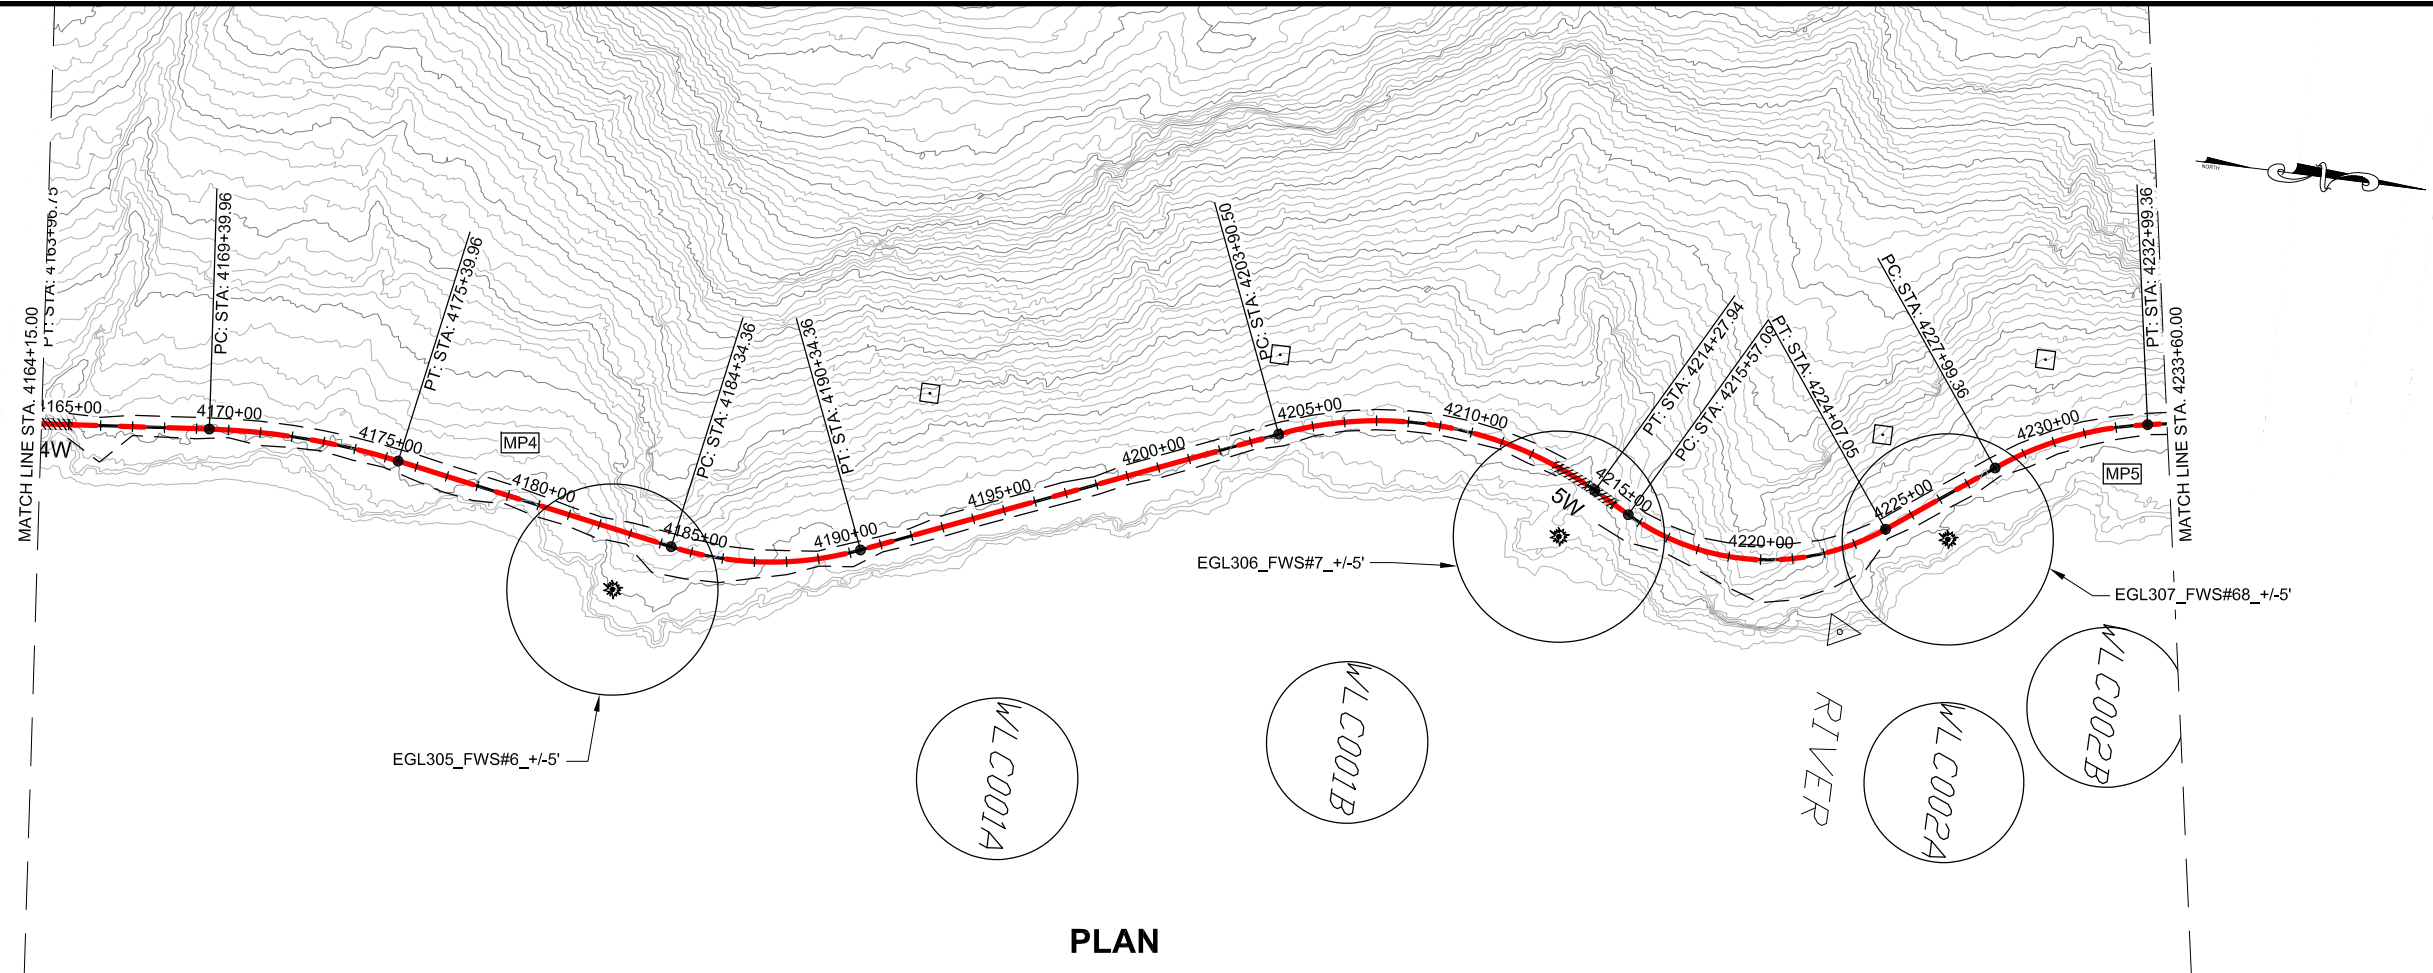 MATCH LINE STA. 4164+15.00
PT: STA: 4163+96.75
PC: STA: 4169+39.96
PT: STA: 4175+39.96
PC: STA: 4184+34.36
PT: STA: 4190+34.36
PC: STA: 4203+90.50
PT: STA: 4214+27.94
PC: STA: 4215+57.09
PT: STA: 4224+07.05
PC: STA: 4227+99.36
PT: STA: 4232+99.36
MATCH LINE STA. 4233+60.00
NORTH
4165+00
4170+00
4175+00
4180+00
4185+00
4190+00
4195+00
4200+00
4205+00
4210+00
4215+00
4220+00
4225+00
4230+00
4W
MP4
5W
MP5
EGL305_FWS#6_+/-5'
EGL306_FWS#7_+/-5'
EGL307_FWS#68_+/-5'
WLC001A
WLC001B
RIVER
WLC002A
WLC002B
PLAN